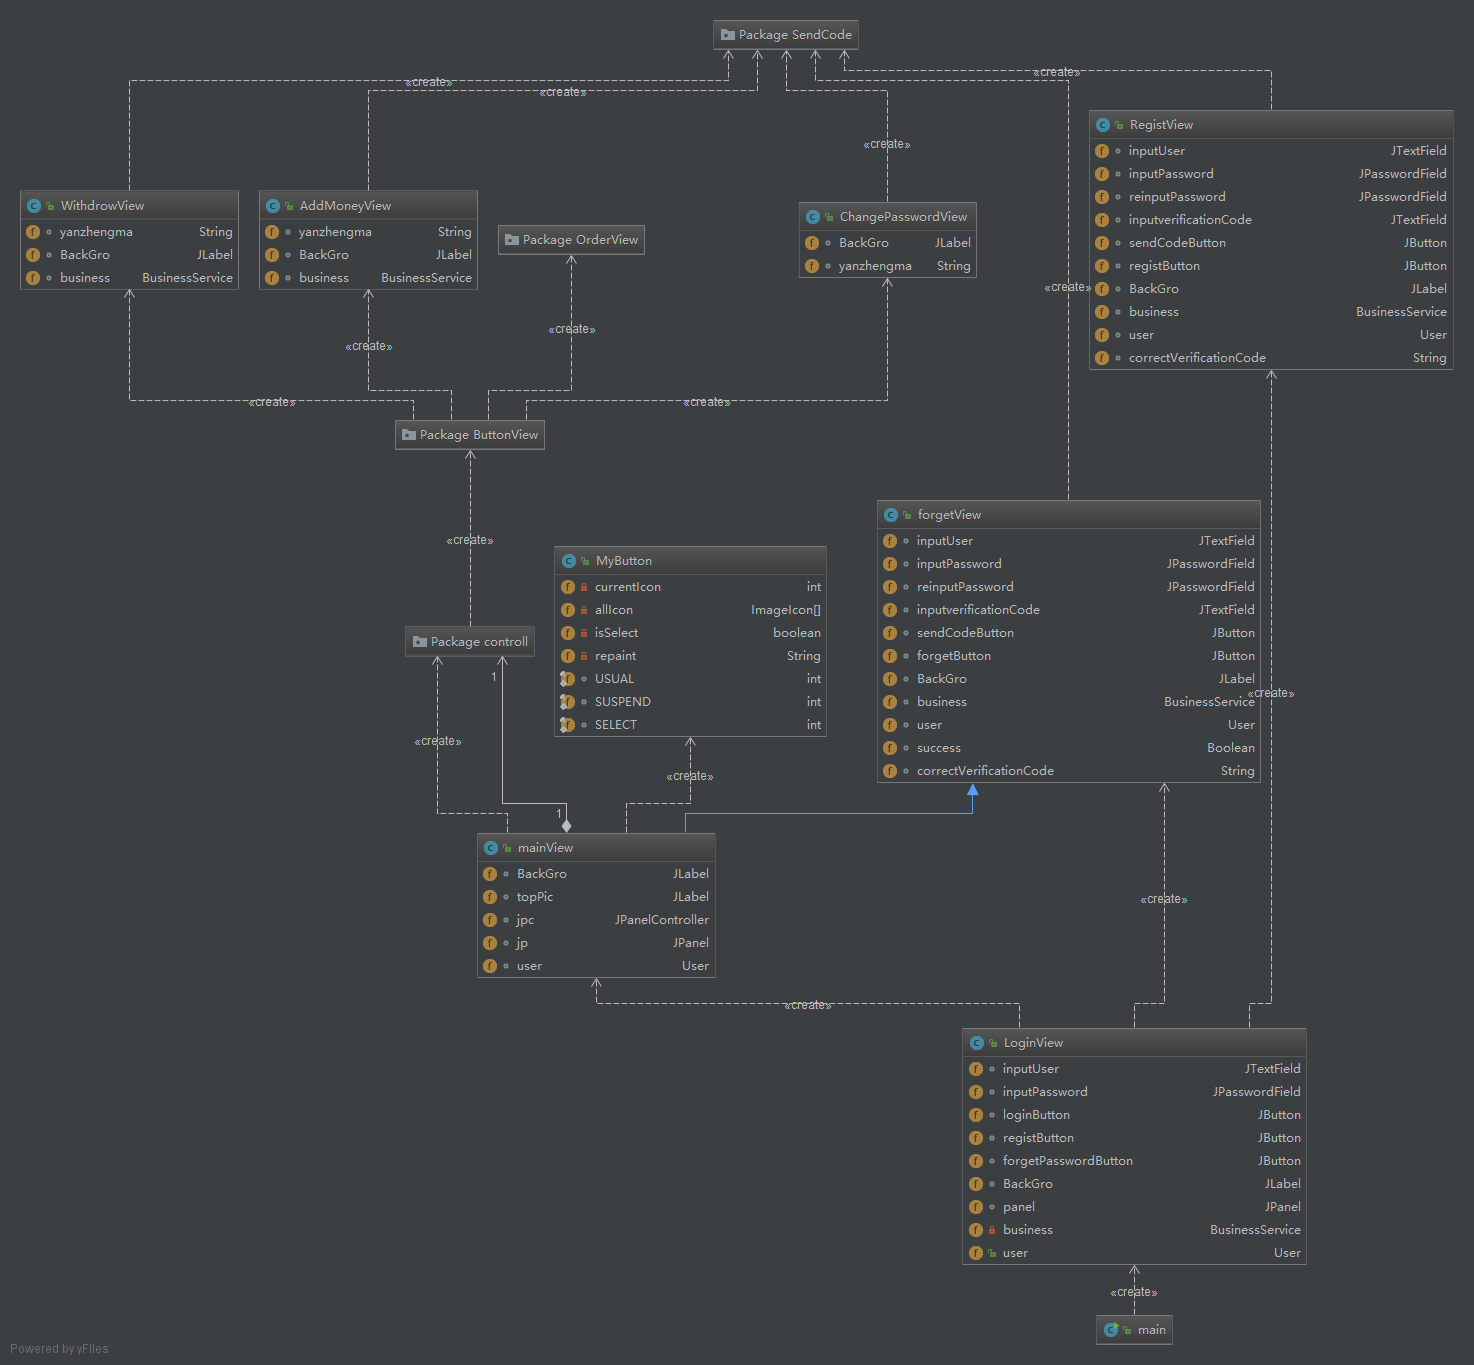 Package SendCode
«create»
«create»
«create»
RegistView
inputUser JTextField
inputPassword JPasswordField
reinputPassword JPasswordField
inputverificationCode JTextField
sendCodeButton JButton
registButton JButton
BackGro JLabel
business BusinessService
user User
correctVerificationCode String
«create»
WithdrowView
yanzhengma String
BackGro JLabel
business BusinessService
AddMoneyView
yanzhengma String
BackGro JLabel
business BusinessService
Package OrderView
ChangePasswordView
BackGro JLabel
yanzhengma String
«create»
«create»
«create»
«create»
«create»
Package ButtonView
«create»
forgetView
inputUser JTextField
inputPassword JPasswordField
reinputPassword JPasswordField
inputverificationCode JTextField
sendCodeButton JButton
forgetButton JButton
BackGro JLabel
business BusinessService
user User
success Boolean
correctVerificationCode String
«create»
MyButton
currentIcon int
allIcon ImageIcon[]
isSelect boolean
repaint String
USUAL int
SUSPEND int
SELECT int
Package controll
1
«create»
«create»
1
mainView
BackGro JLabel
topPic JLabel
jpc JPanelController
jp JPanel
user User
«create»
«create»
LoginView
inputUser JTextField
inputPassword JPasswordField
loginButton JButton
registButton JButton
forgetPasswordButton JButton
BackGro JLabel
panel JPanel
business BusinessService
user User
«create»
main
Powered by yFiles